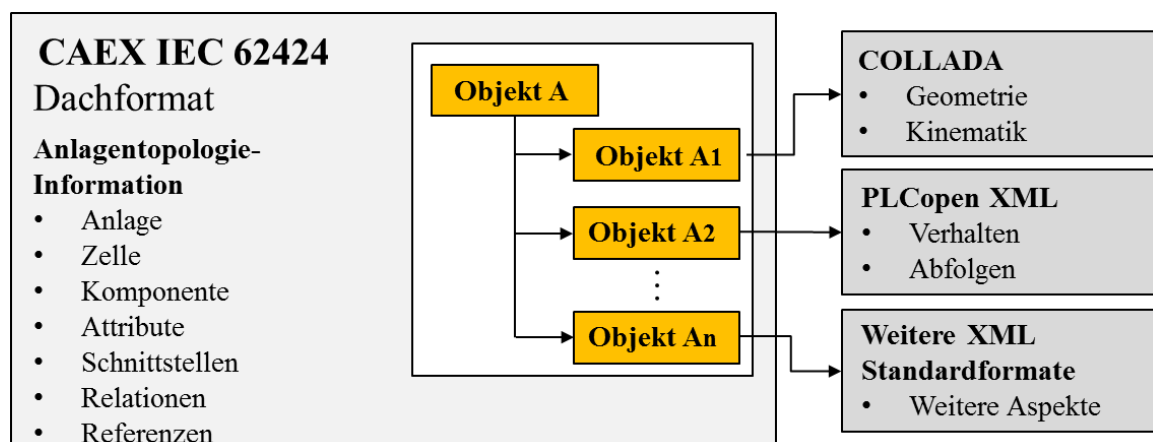 CAEX IEC 62424
Dachformat
Anlagentopologie-
Information
• Anlage
• Zelle
• Komponente
• Attribute
• Schnittstellen
• Relationen
• Referenzen
Objekt A
Objekt A1
Objekt A2
Objekt An
COLLADA
• Geometrie
• Kinematik
PLCopen XML
• Verhalten
• Abfolgen
Weitere XML
Standardformate
• Weitere Aspekte